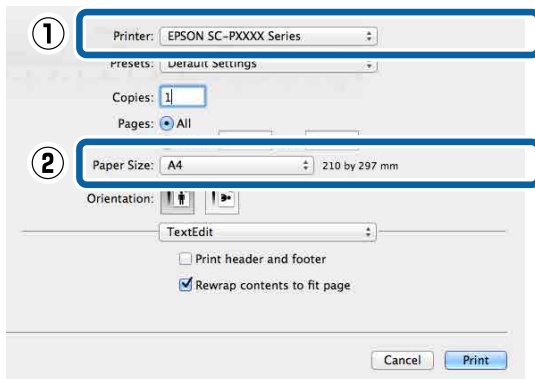 1
Printer: EPSON SC-PXXXX Series
Presets: Default Settings
Copies: 1
Pages: All
2
Paper Size: A4 210 by 297 mm
Orientation:
TextEdit
Print header and footer
Rewrap contents to fit page
Cancel Print